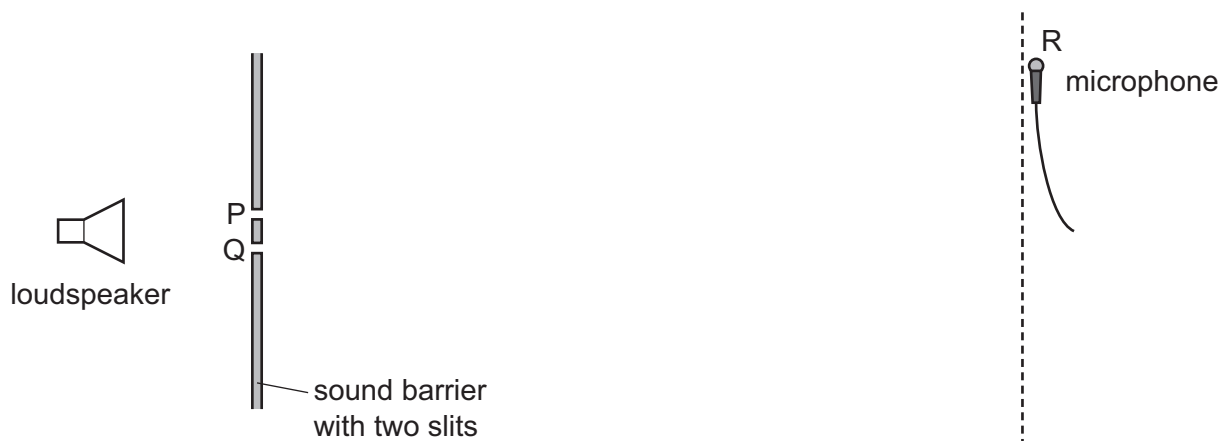 R
microphone
P
Q
loudspeaker
sound barrier
with two slits